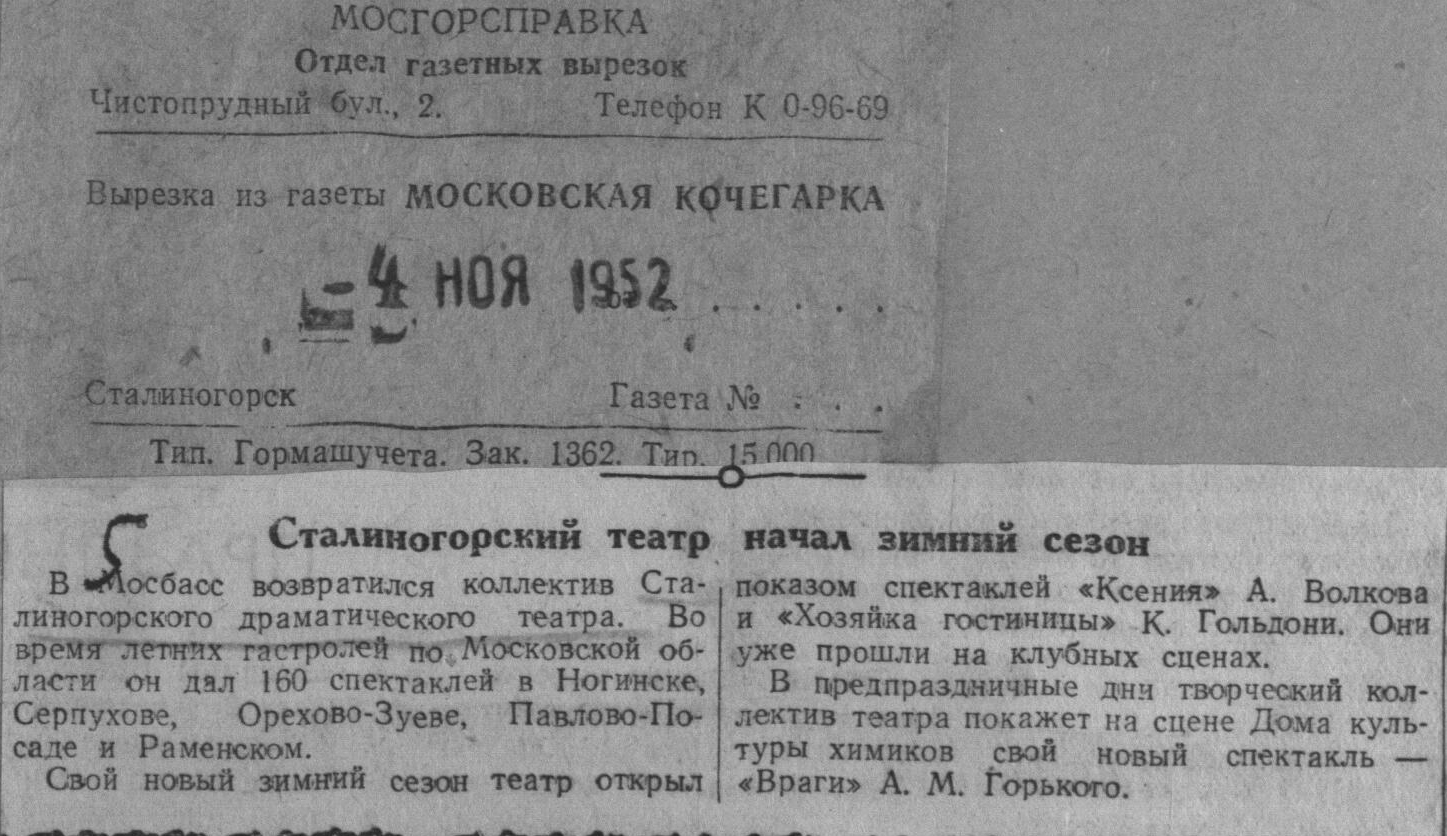 МОСГОРСПРАВКА
Отдел газетных вырезок
Чистопрудный бул., 2. Телефон К 0-96-69
Вырезка из газеты МОСКОВСКАЯ КОЧЕГАРКА
-4 НОЯ 1952 . . . . .
Сталиногорск Газета № . . .
Тип. Гормашучета. Зак. 1362. Тир. 15 000
Сталиногорский театр начал зимний сезон
В Мосбасс возвратился коллектив Ста-
линогорского драматического театра. Во
время летних гастролей по Московской об-
ласти он дал 160 спектаклей в Ногинске,
Серпухове, Орехово-Зуеве, Павлово-По-
саде и Раменском.
Свой новый зимний сезон театр открыл
показом спектаклей «Ксения» А. Волкова
и «Хозяйка гостиницы» К. Гольдони. Они
уже прошли на клубных сценах.
В предпраздничные дни творческий кол-
лектив театра покажет на сцене Дома куль-
туры химиков свой новый спектакль —
«Враги» А. М. Горького.